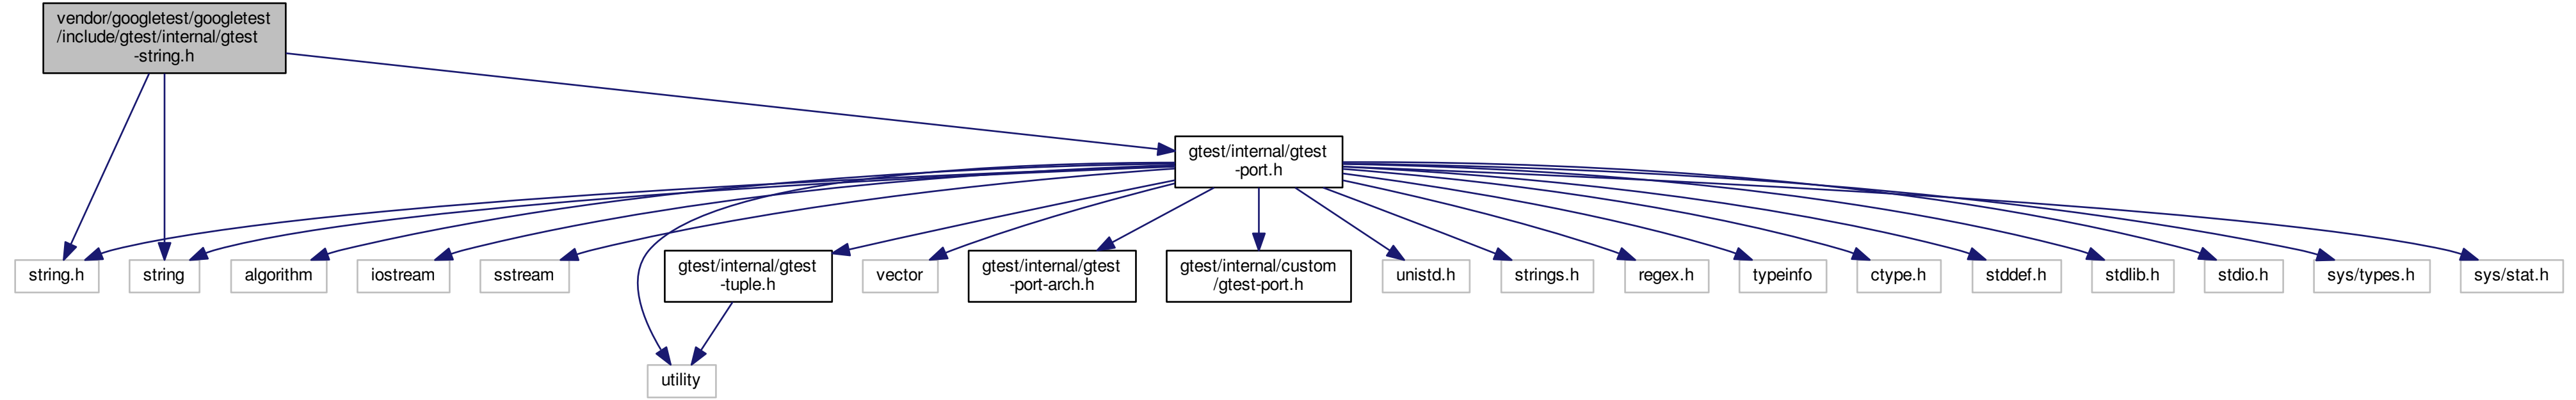 vendor/googletest/googletest
/include/gtest/internal/gtest
-string.h
gtest/internal/gtest
-port.h
string.h
string
algorithm
iostream
sstream
gtest/internal/gtest
-tuple.h
vector
gtest/internal/gtest
-port-arch.h
gtest/internal/custom
/gtest-port.h
unistd.h
strings.h
regex.h
typeinfo
ctype.h
stddef.h
stdlib.h
stdio.h
sys/types.h
sys/stat.h
utility